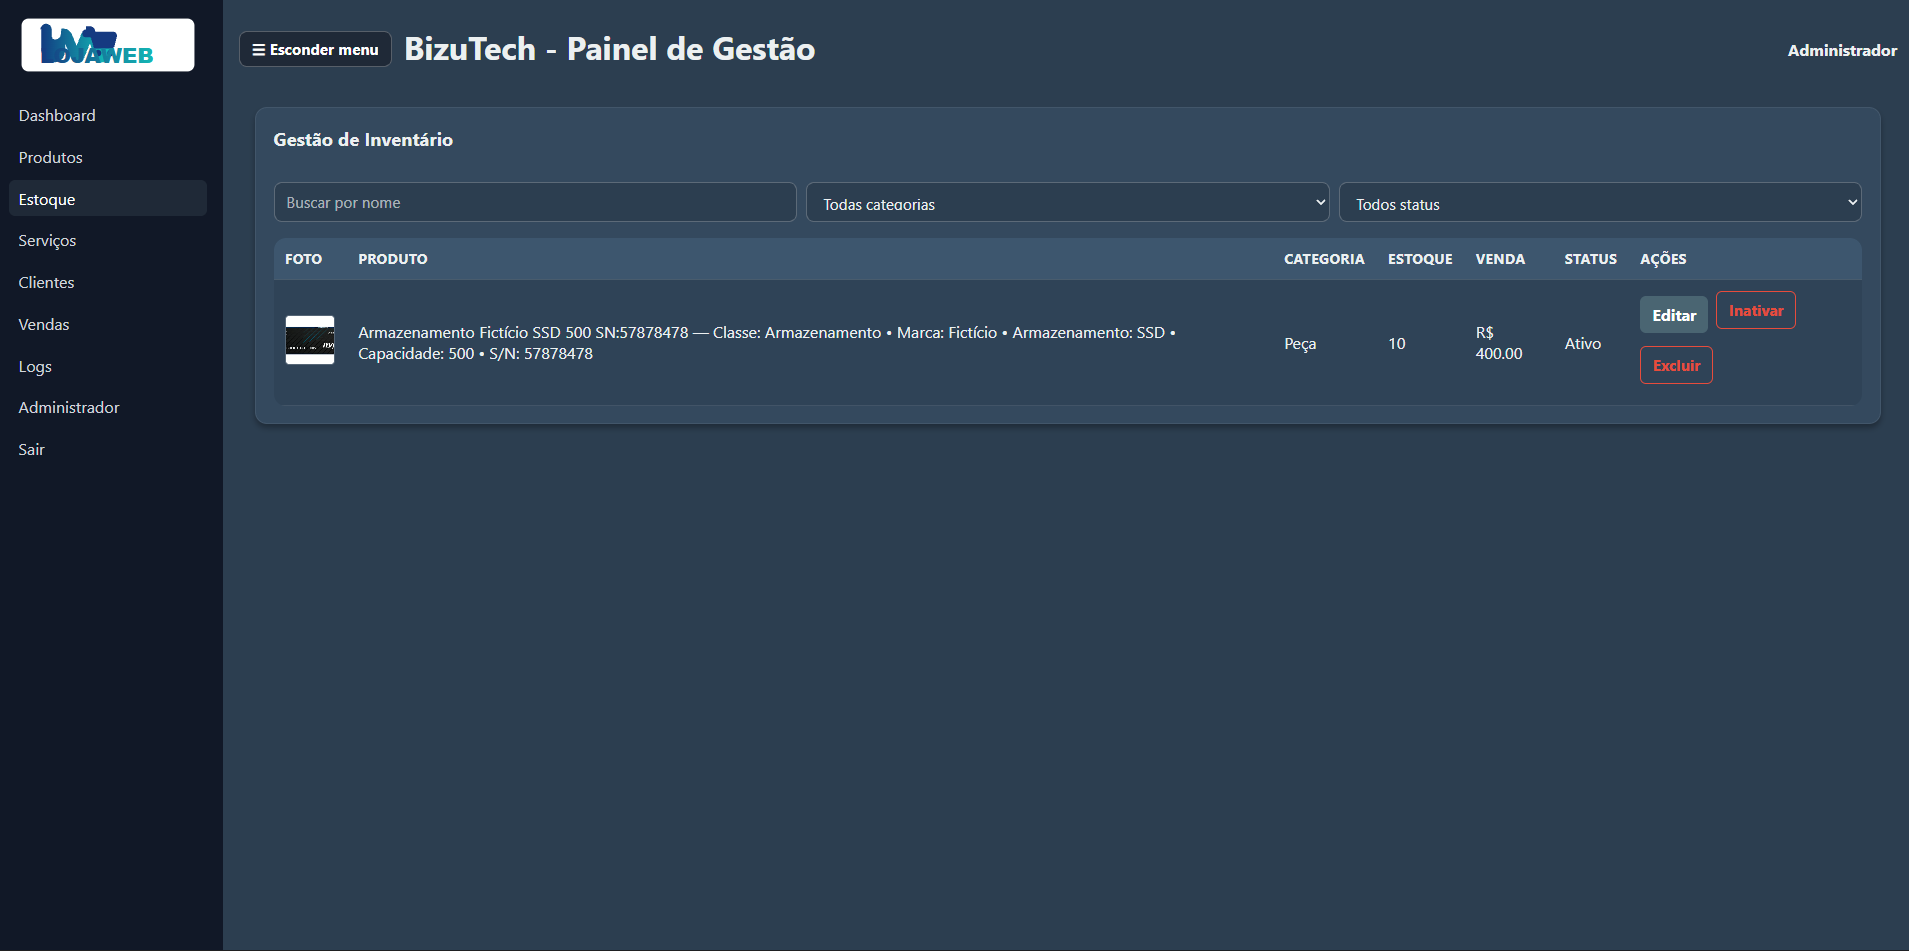 ☰ Esconder menu
BizuTech - Painel de Gestão
Administrador
Dashboard
Produtos
Estoque
Serviços
Clientes
Vendas
Logs
Administrador
Sair
Gestão de Inventário
Buscar por nome
Todas categorias
Todos status
FOTO PRODUTO CATEGORIA ESTOQUE VENDA STATUS AÇÕES
Armazenamento Fictício SSD 500 SN:57878478 — Classe: Armazenamento • Marca: Fictício • Armazenamento: SSD •
Capacidade: 500 • S/N: 57878478
Peça
10
R$
400.00
Ativo
Editar
Inativar
Excluir